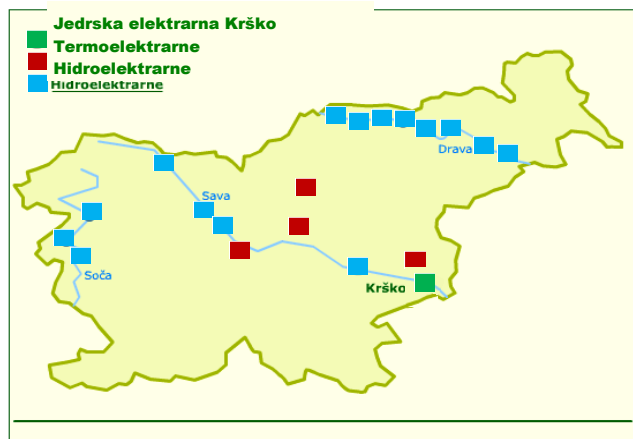 Jedrska elektrarna Krško
Termoelektrarne
Hidroelektrarne
Hidroelektrarne
Drava
Sava
Soča
Krško